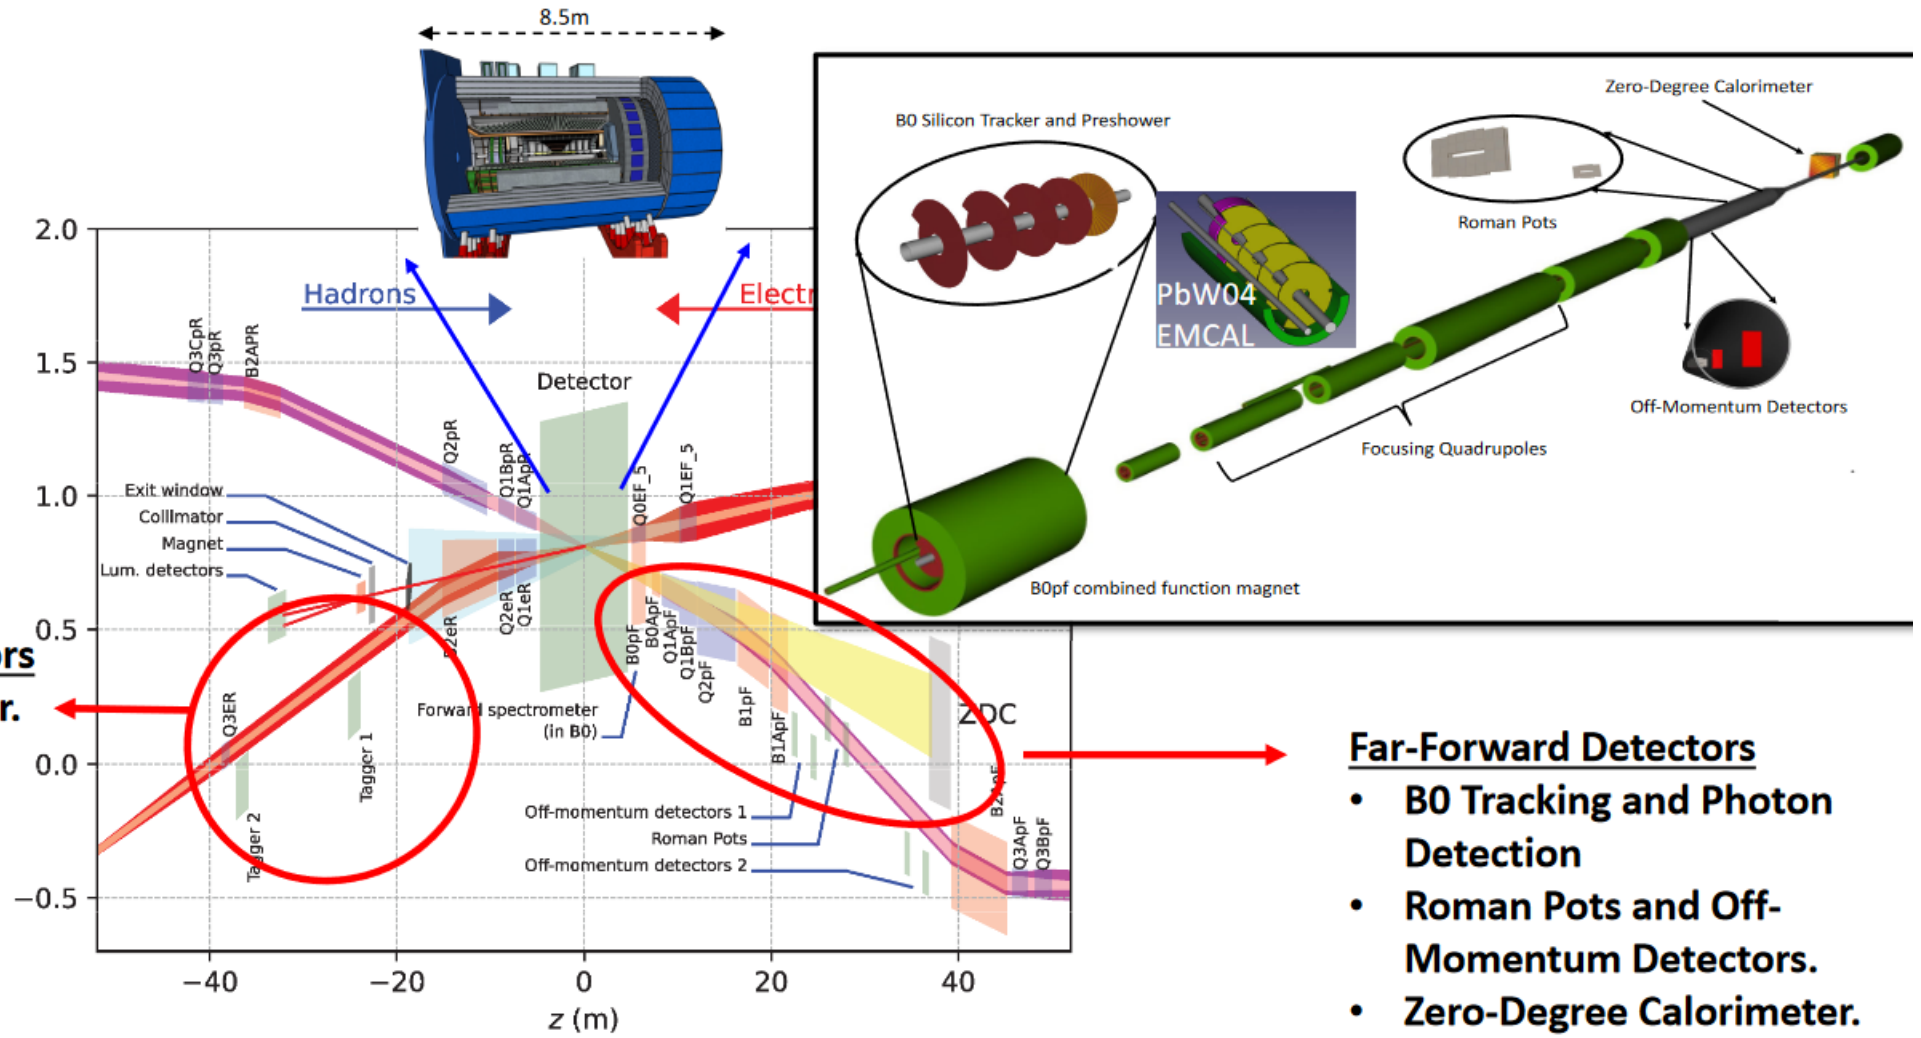 8.5m
Zero-Degree Calorimeter
B0 Silicon Tracker and Preshower
Roman Pots
PbW04
EMCAL
Off-Momentum Detectors
Focusing Quadrupoles
B0pf combined function magnet
Hadrons
Electr
Detector
Q3CpR
Q3pR
B2APR
Q2pR
Q1BpR
Q1ApR
Q0EF_5
Q1EF_5
Exit window
Collimator
Magnet
Lum. detectors
B2eR
Q2eR
Q1eR
B0pF
B0ApF
Q1ApF
Q1BpF
Q2pF
B1pF
B1ApF
ZDC
Q3ER
Tagger 1
Tagger 2
Forward spectrometer
(in B0)
Off-momentum detectors 1
Roman Pots
Off-momentum detectors 2
B2ApF
Q3ApF
Q3BpF
2.0
1.5
1.0
0.5
0.0
−0.5
−40
−20
0
20
40
z (m)
ors
r.
Far-Forward Detectors
• B0 Tracking and Photon
Detection
• Roman Pots and Off-
Momentum Detectors.
• Zero-Degree Calorimeter.